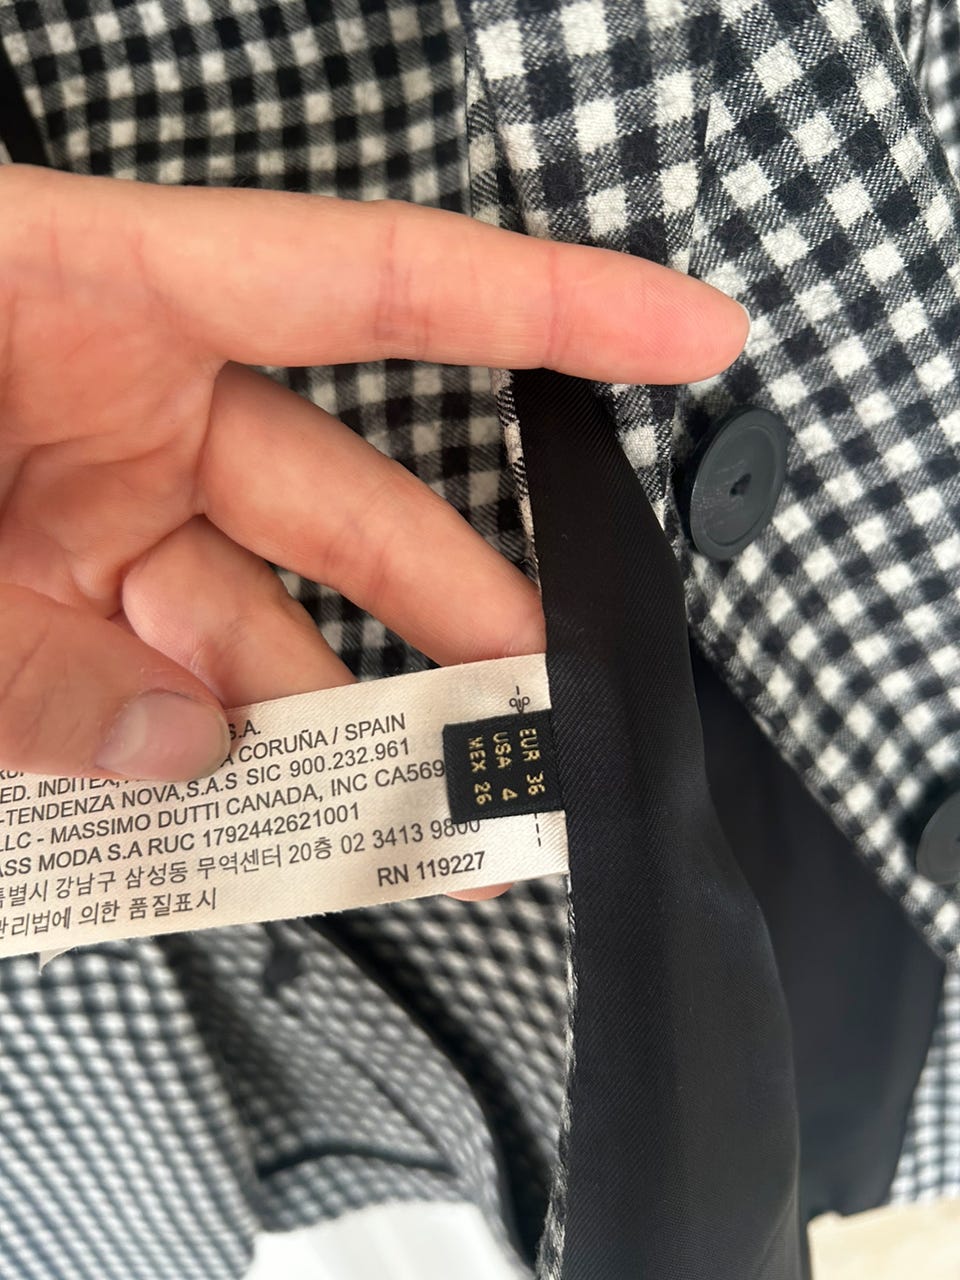 S.A.
A CORUÑA / SPAIN
ED. INDITEX,
-TENDENZA NOVA,S.A.S SIC 900.232.961
LLC - MASSIMO DUTTI CANADA, INC CA569
ASS MODA S.A RUC 1792442621001
특별시 강남구 삼성동 무역센터 20층 02 3413 9800
관리법에 의한 품질표시
RN 119227
EUR 36
USA 4
MEX 26